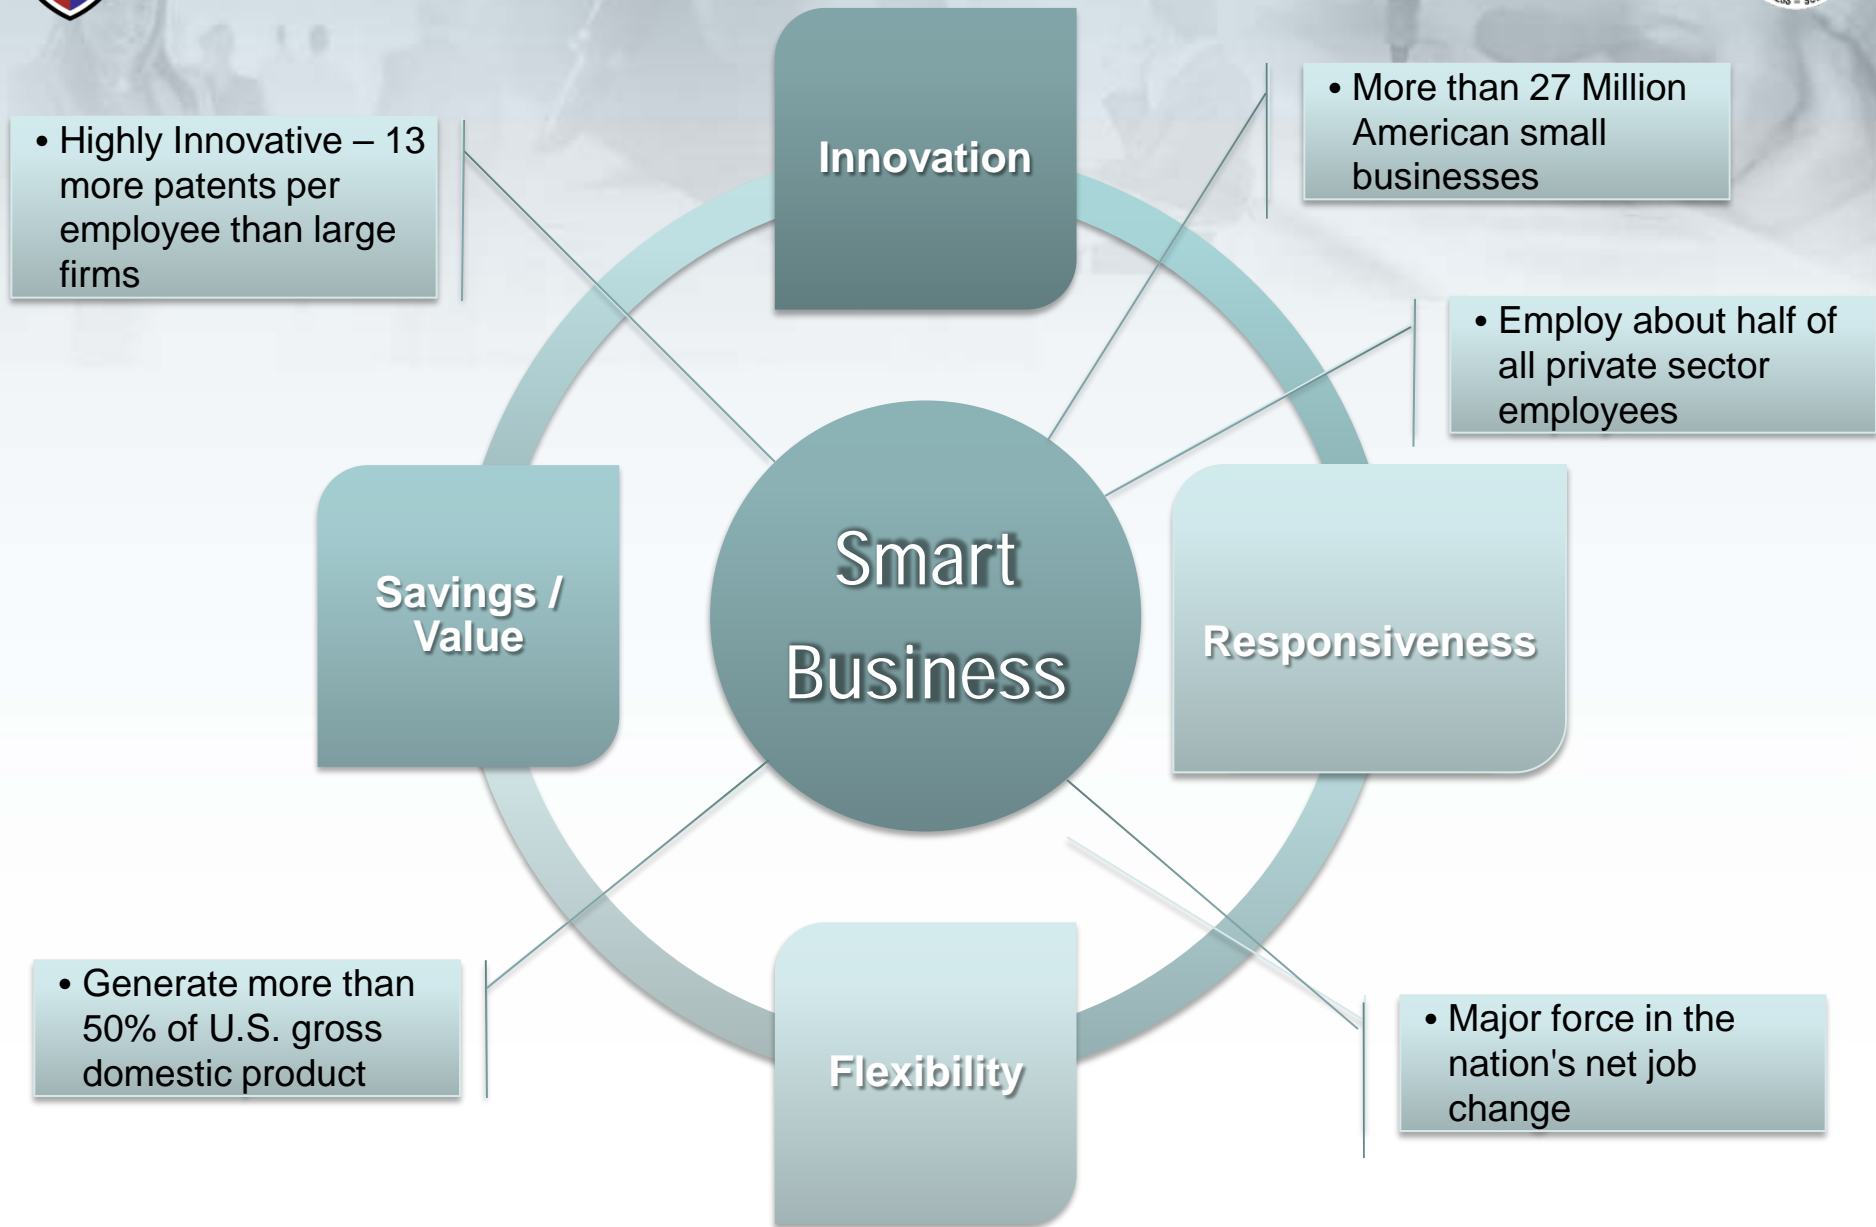 Innovation
• More than 27 Million
American small
businesses
• Highly Innovative – 13
more patents per
employee than large
firms
• Employ about half of
all private sector
employees
Smart
Business
Savings /
Value
Responsiveness
• Generate more than
50% of U.S. gross
domestic product
Flexibility
• Major force in the
nation's net job
change